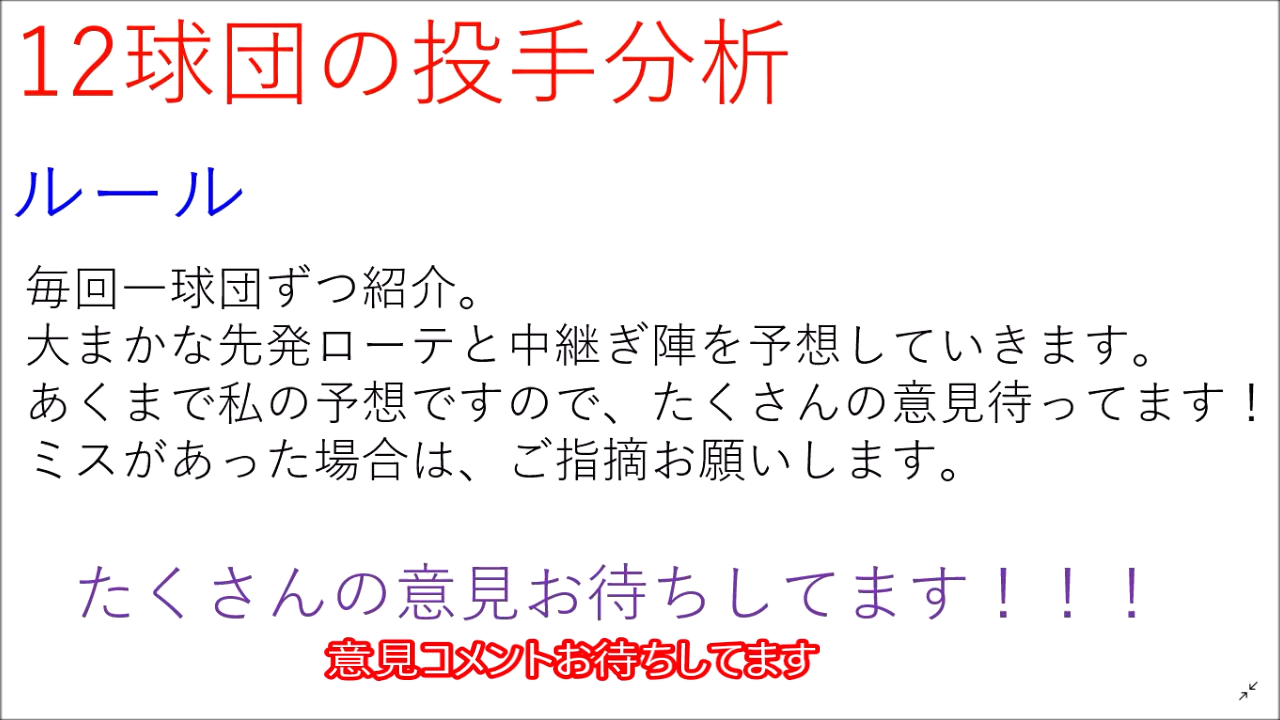 12球団の投手分析
ルール
毎回一球団ずつ紹介。
大まかな先発ローテと中継ぎ陣を予想していきます。
あくまで私の予想ですので、たくさんの意見待ってます！
ミスがあった場合は、ご指摘お願いします。
たくさんの意見お待ちしてます！！！
意見コメントお待ちしてます